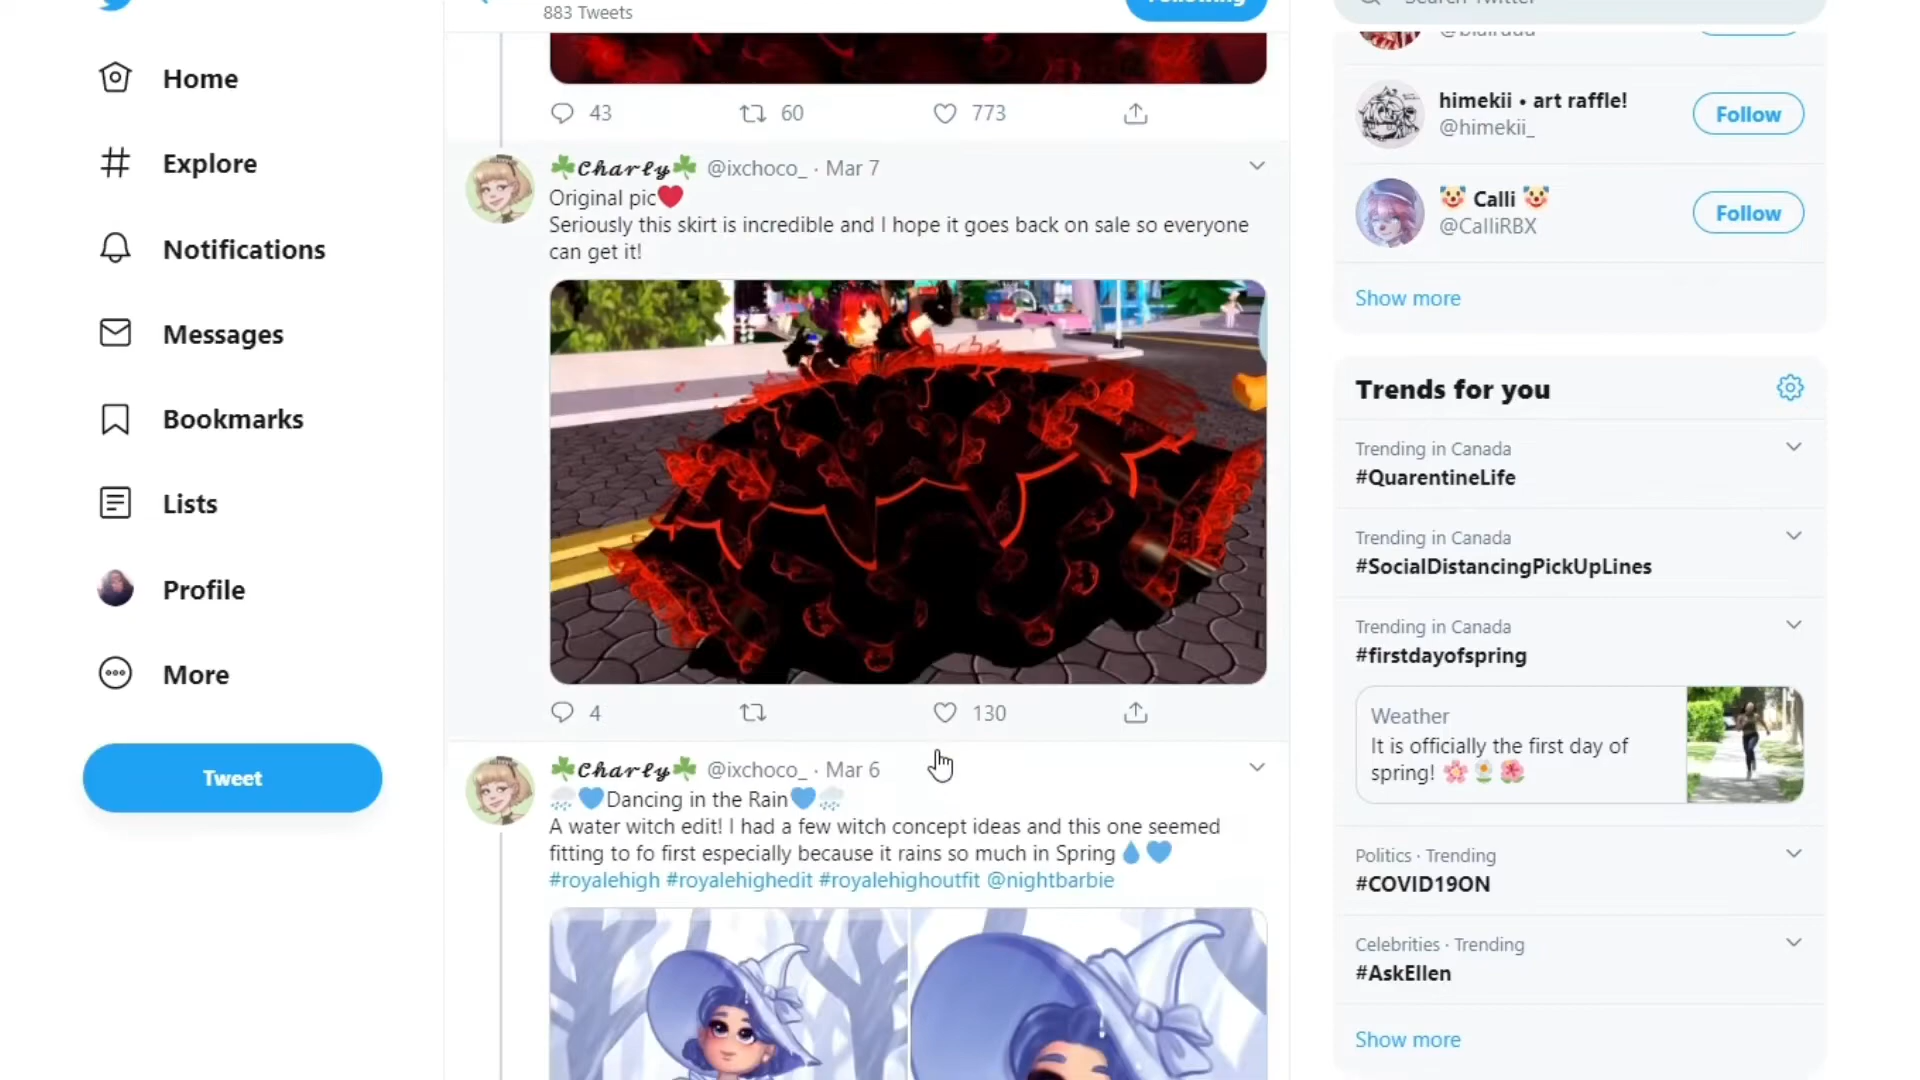 Home
Explore
Notifications
Messages
Bookmarks
Lists
Profile
More
Tweet
883 Tweets
Following
43 60 773
☘️Charly☘️ @ixchoco_ · Mar 7
Original pic❤️
Seriously this skirt is incredible and I hope it goes back on sale so everyone
can get it!
4 130
☘️Charly☘️ @ixchoco_ · Mar 6
🌧️💙Dancing in the Rain💙🌧️
A water witch edit! I had a few witch concept ideas and this one seemed
fitting to fo first especially because it rains so much in Spring 💧💙
#royalehigh #royalehighedit #royalehighoutfit @nightbarbie
Search Twitter
himekii • art raffle!
@himekii_
Follow
🤡 Calli 🤡
@CalliRBX
Follow
Show more
Trends for you
Trending in Canada
#QuarentineLife
Trending in Canada
#SocialDistancingPickUpLines
Trending in Canada
#firstdayofspring
Weather
It is officially the first day of
spring! 🌸🌼🌺
Politics · Trending
#COVID19ON
Celebrities · Trending
#AskEllen
Show more